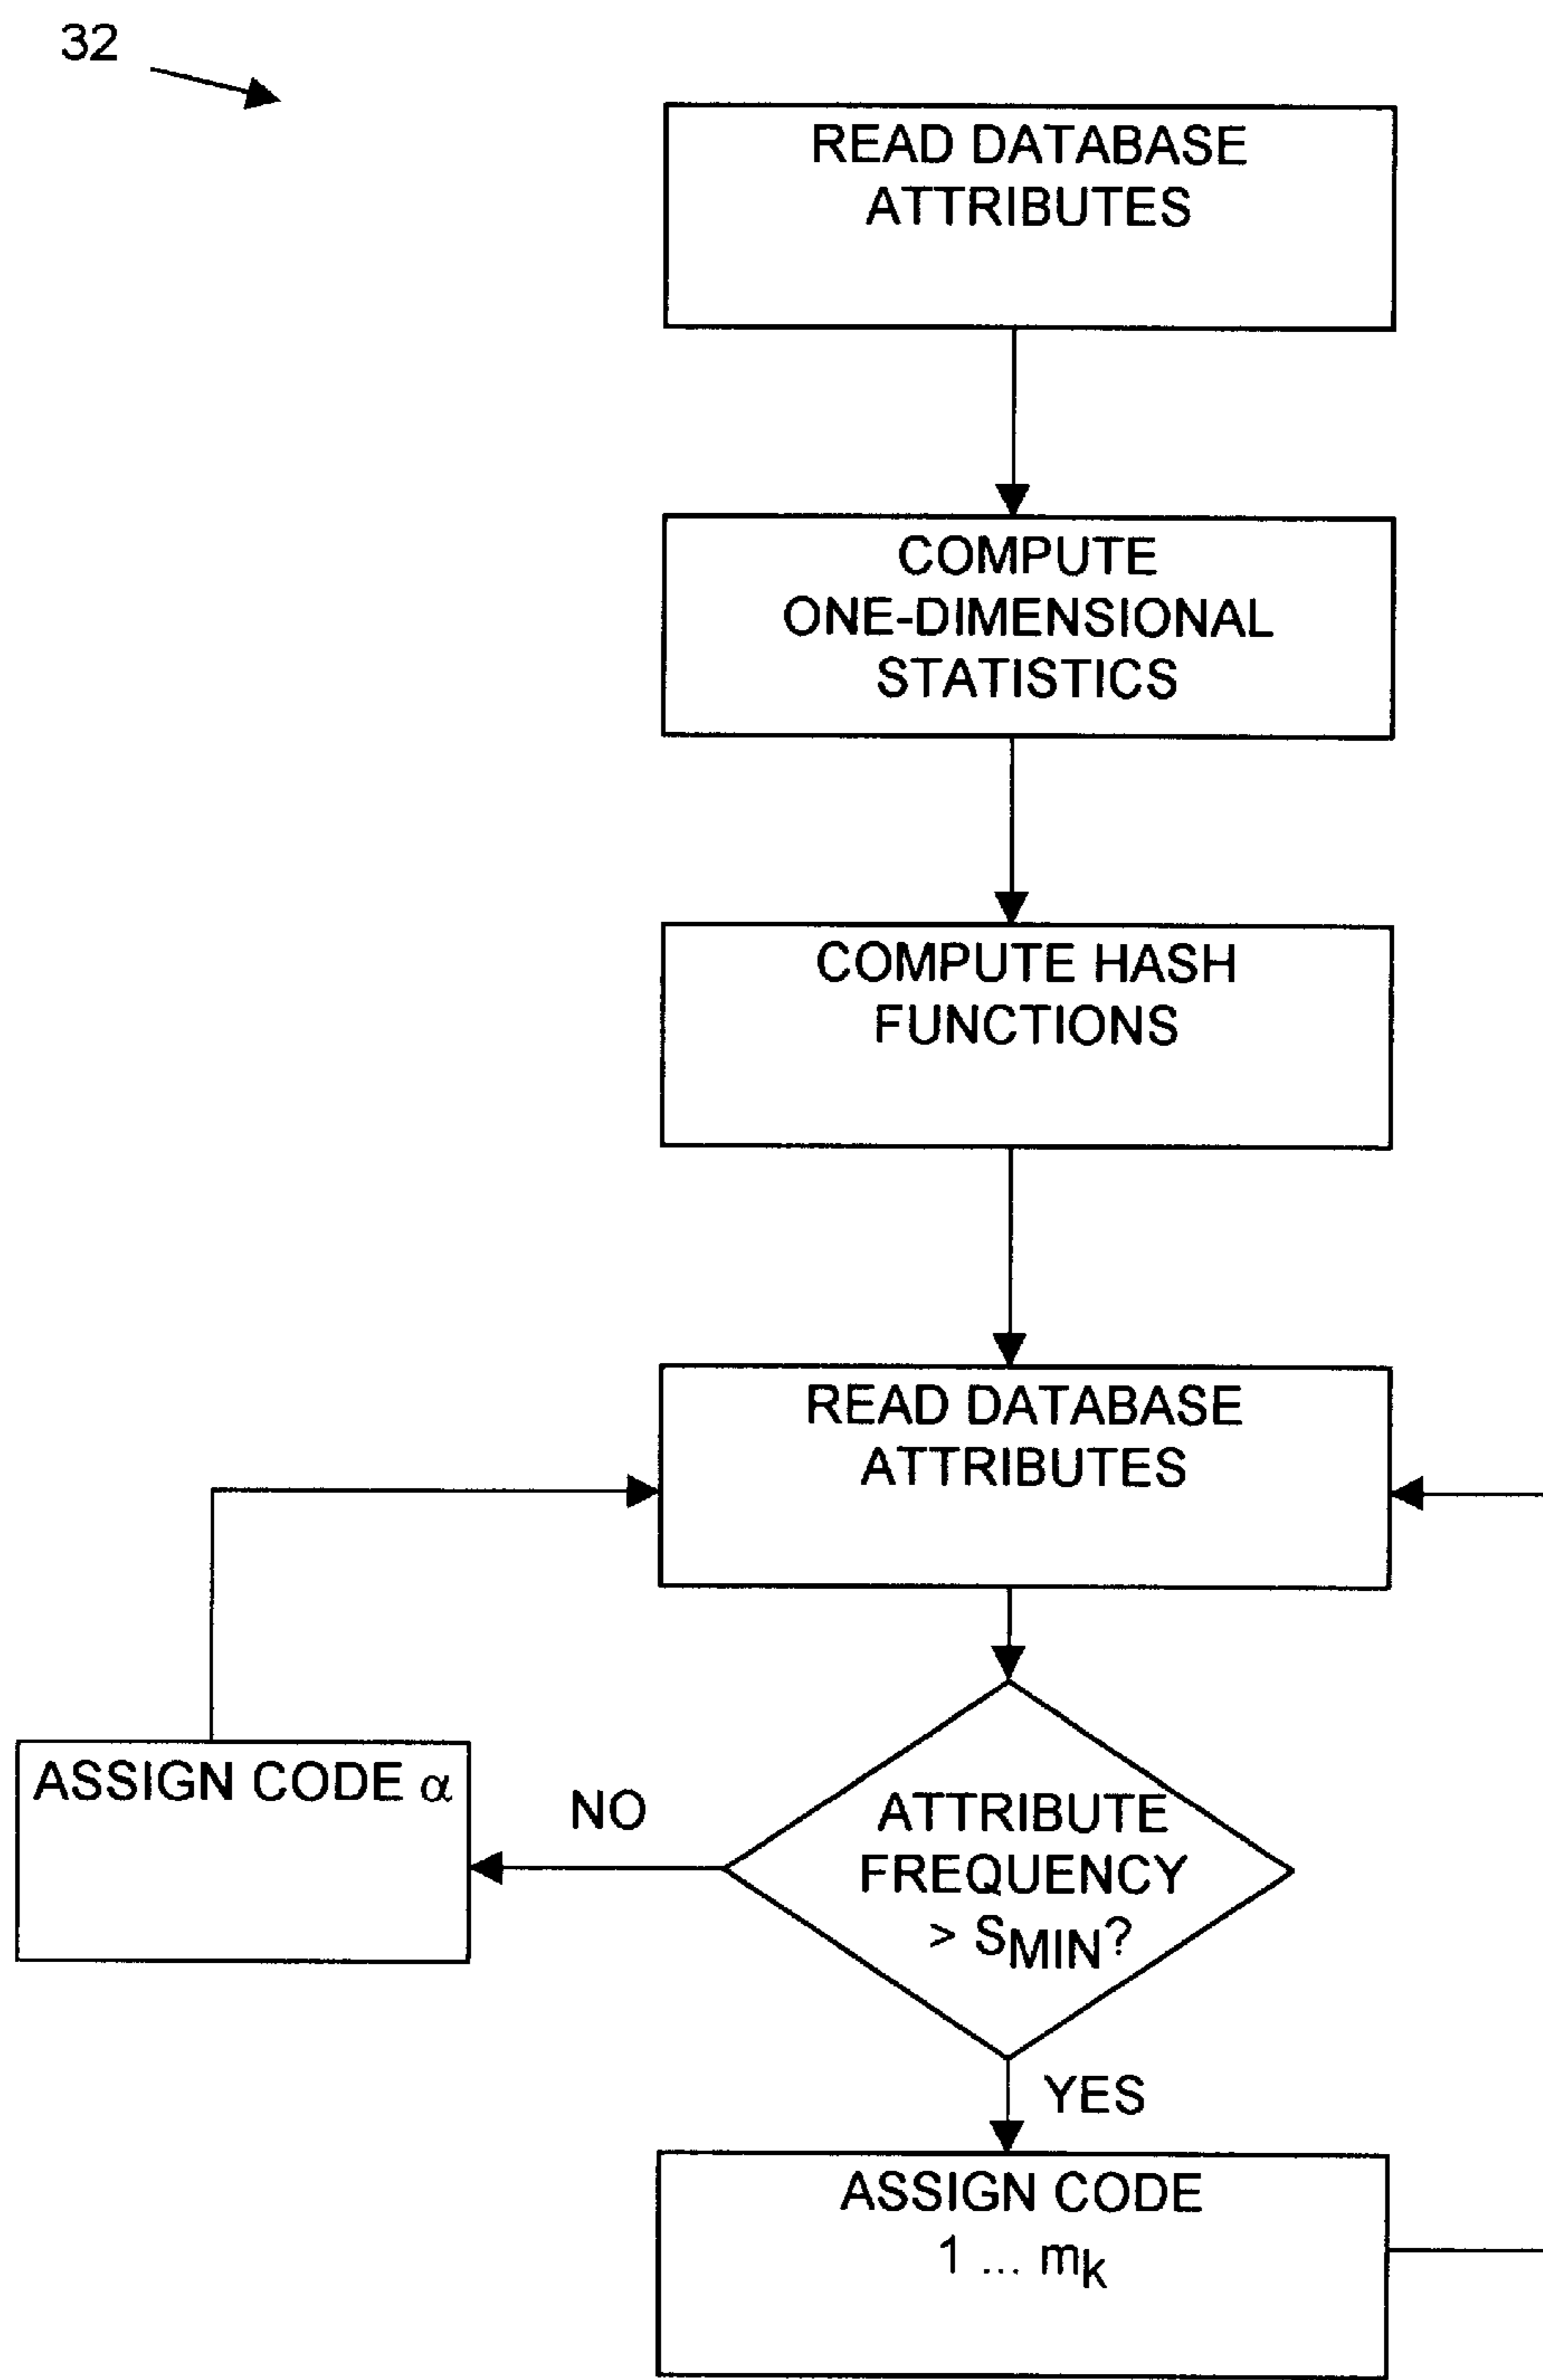 32
READ DATABASE
ATTRIBUTES
COMPUTE
ONE-DIMENSIONAL
STATISTICS
COMPUTE HASH
FUNCTIONS
READ DATABASE
ATTRIBUTES
ASSIGN CODE α
NO
ATTRIBUTE
FREQUENCY
> SMIN?
YES
ASSIGN CODE
1 ... mk